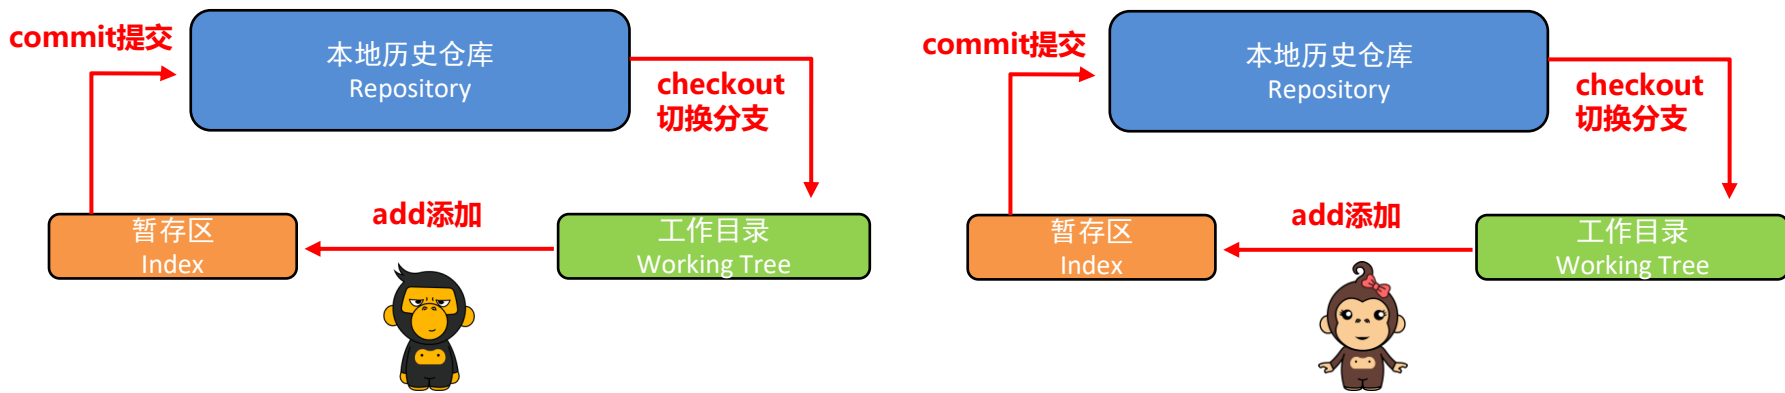 commit提交
本地历史仓库
Repository
checkout
切换分支
add添加
暂存区
Index
工作目录
Working Tree
commit提交
本地历史仓库
Repository
checkout
切换分支
add添加
暂存区
Index
工作目录
Working Tree